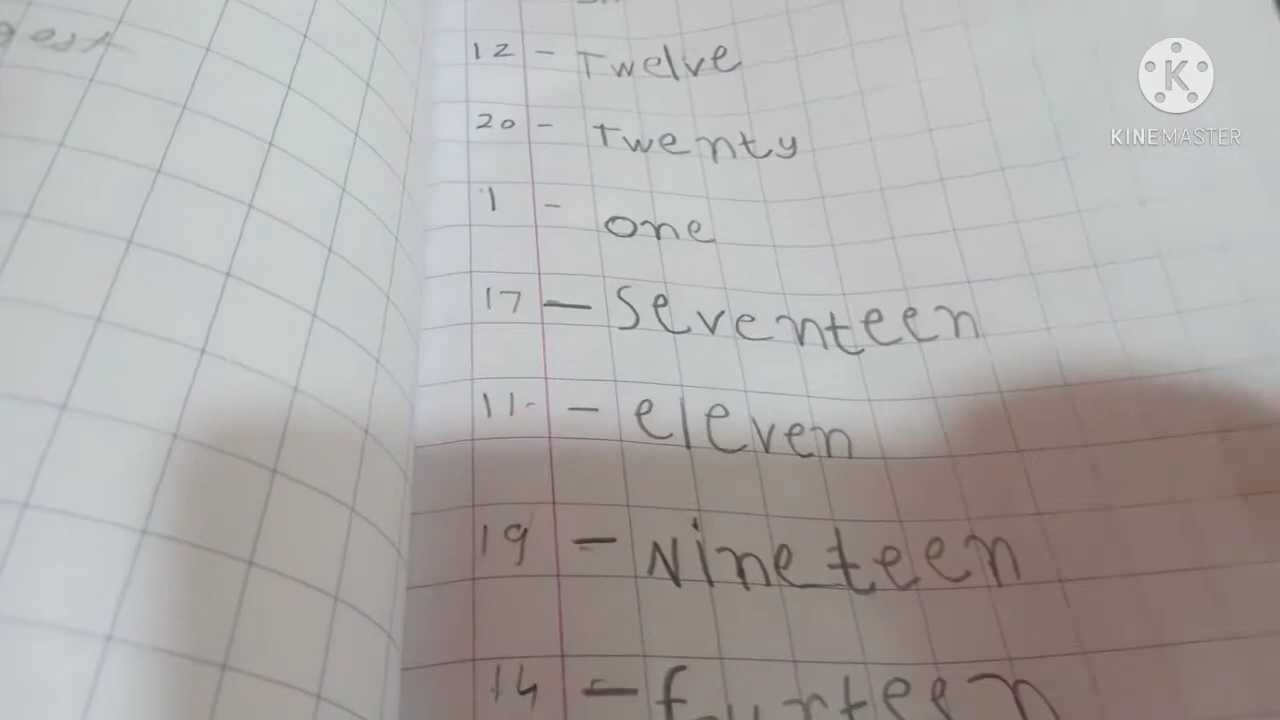 12 - Twelve
20 - Twenty
1 - one
17 - Seventeen
11 - eleven
19 - Nineteen
14 -
KINEMASTER